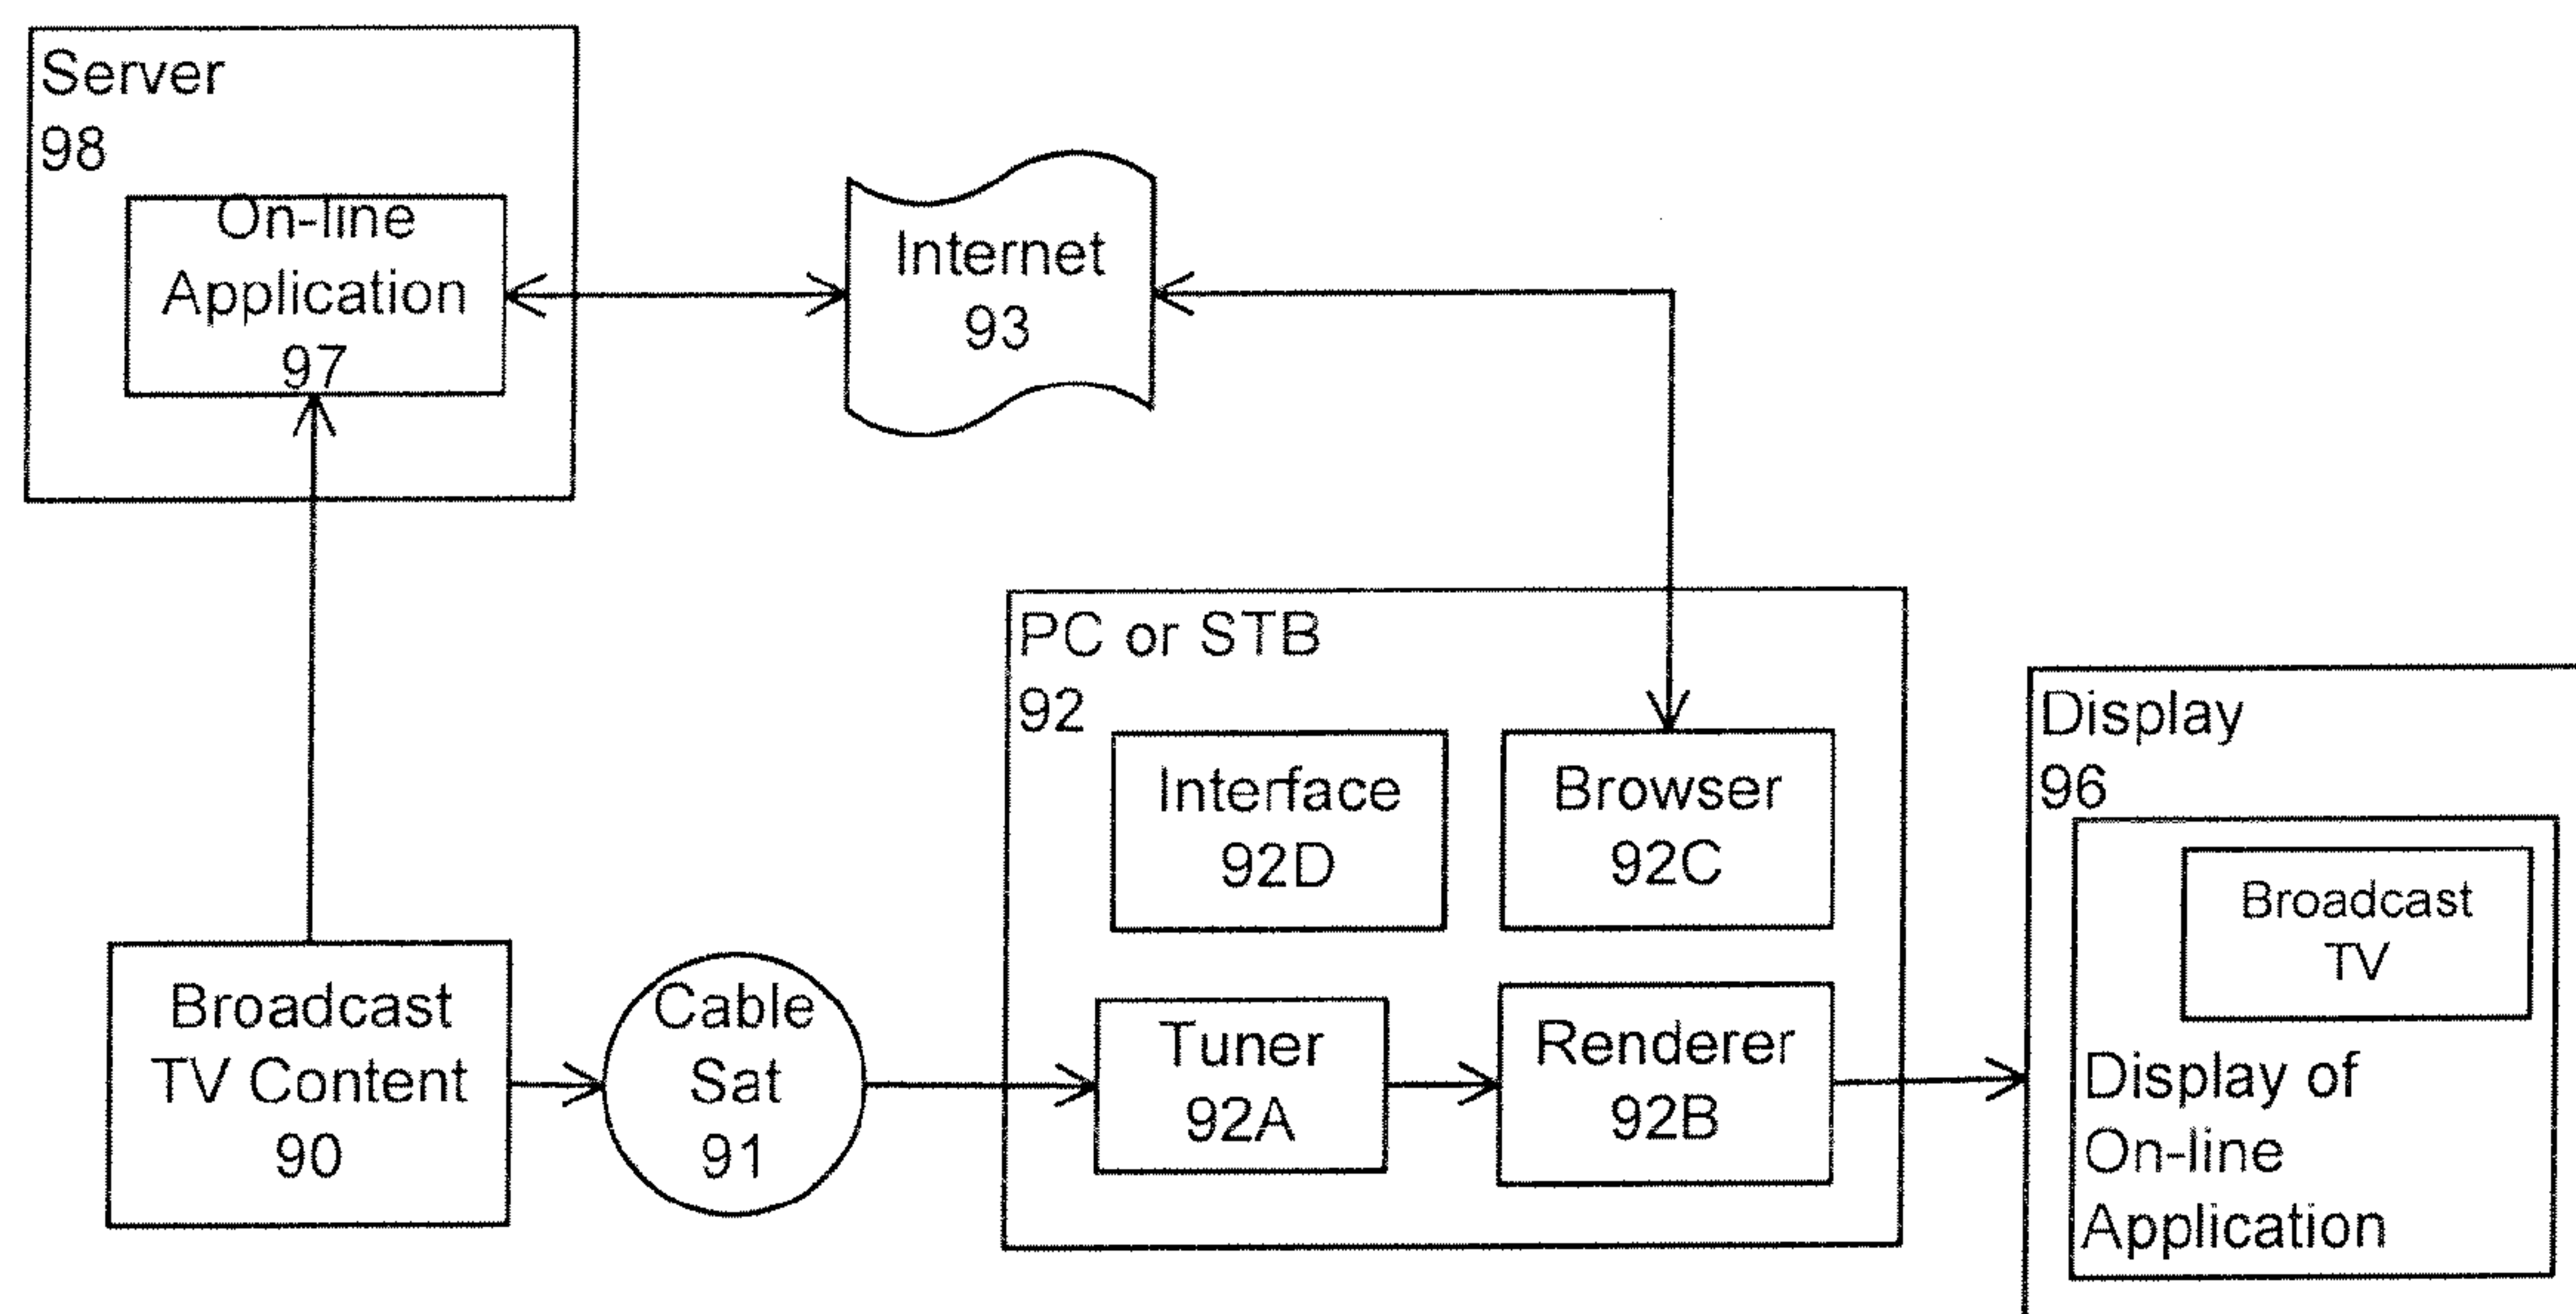 Server
98
On-line
Application
97
Internet
93
PC or STB
92
Interface
92D
Browser
92C
Display
96
Broadcast
TV
Broadcast
TV Content
90
Cable
Sat
91
Tuner
92A
Renderer
92B
Display of
On-line
Application